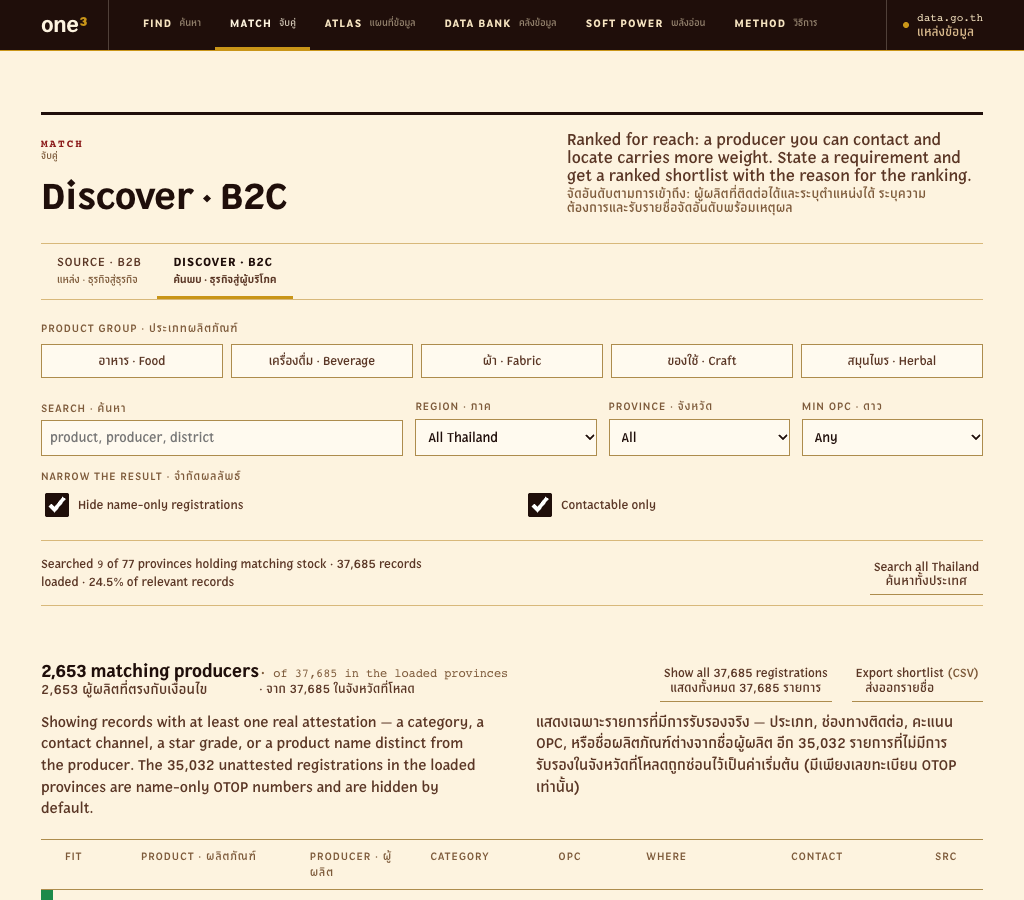 one³
FIND ค้นหา
MATCH จับคู่
ATLAS แผนที่ข้อมูล
DATA BANK คลังข้อมูล
SOFT POWER พลังอ่อน
METHOD วิธีการ
data.go.th
แหล่งข้อมูล
MATCH
จับคู่
Discover · B2C
Ranked for reach: a producer you can contact and
locate carries more weight. State a requirement and
get a ranked shortlist with the reason for the ranking.
จัดอันดับตามการเข้าถึง: ผู้ผลิตที่ติดต่อได้และระบุตำแหน่งได้ ระบุความ
ต้องการและรับรายชื่อจัดอันดับพร้อมเหตุผล
SOURCE · B2B
แหล่ง · ธุรกิจสู่ธุรกิจ
DISCOVER · B2C
ค้นพบ · ธุรกิจสู่ผู้บริโภค
PRODUCT GROUP · ประเภทผลิตภัณฑ์
อาหาร · Food
เครื่องดื่ม · Beverage
ผ้า · Fabric
ของใช้ · Craft
สมุนไพร · Herbal
SEARCH · ค้นหา
REGION · ภาค
PROVINCE · จังหวัด
MIN OPC · ดาว
product, producer, district
All Thailand
All
Any
NARROW THE RESULT · จำกัดผลลัพธ์
Hide name-only registrations
Contactable only
Searched 9 of 77 provinces holding matching stock · 37,685 records
loaded · 24.5% of relevant records
Search all Thailand
ค้นหาทั้งประเทศ
2,653 matching producers · of 37,685 in the loaded provinces
2,653 ผู้ผลิตที่ตรงกับเงื่อนไข · จาก 37,685 ในจังหวัดที่โหลด
Show all 37,685 registrations
แสดงทั้งหมด 37,685 รายการ
Export shortlist (CSV)
ส่งออกรายชื่อ
Showing records with at least one real attestation — a category, a
contact channel, a star grade, or a product name distinct from
the producer. The 35,032 unattested registrations in the loaded
provinces are name-only OTOP numbers and are hidden by
default.
แสดงเฉพาะรายการที่มีการรับรองจริง — ประเภท, ช่องทางติดต่อ, คะแนน
OPC, หรือชื่อผลิตภัณฑ์ต่างจากชื่อผู้ผลิต อีก 35,032 รายการที่ไม่มีการ
รับรองในจังหวัดที่โหลดถูกซ่อนไว้เป็นค่าเริ่มต้น (มีเพียงเลขทะเบียน OTOP
เท่านั้น)
FIT
PRODUCT · ผลิตภัณฑ์
PRODUCER · ผู้
ผลิต
CATEGORY
OPC
WHERE
CONTACT
SRC